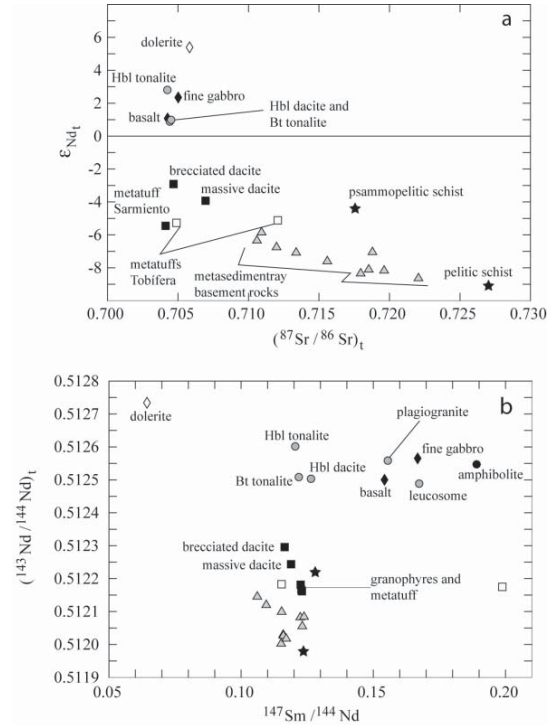 a
dolerite
6
4
2
0
-2
-4
-6
-8
εNdt
Hbl tonalite
fine gabbro
basalt
Hbl dacite and
Bt tonalite
brecciated dacite
massive dacite
metatuff
Sarmiento
psammopelitic schist
metatuffs
Tobífera
metasedimentray
basement rocks
pelitic schist
0.700 0.705 0.710 0.715 0.720 0.725 0.730
(87Sr / 86Sr)t
b
0.5128
0.5127
0.5126
0.5125
0.5124
0.5123
0.5122
0.5121
0.5120
0.5119
(143Nd / 144Nd)t
dolerite
plagiogranite
Hbl tonalite
fine gabbro
Hbl dacite
amphibolite
Bt tonalite
basalt
leucosome
brecciated dacite
massive dacite
granophyres and
metatuff
0.05 0.10 0.15 0.20
147Sm / 144Nd